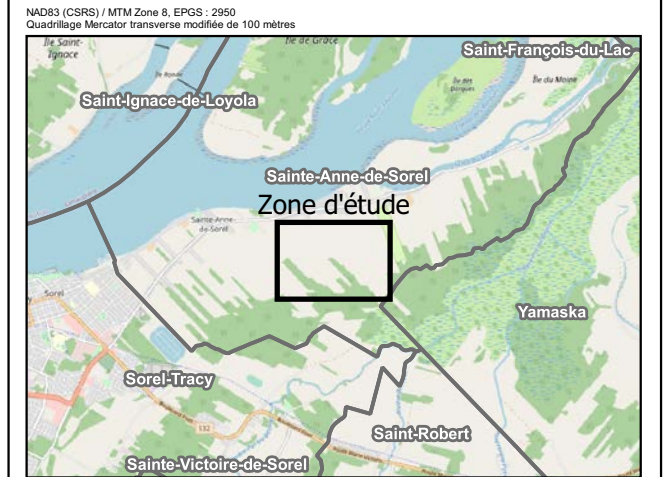 NAD83 (CSRS) / MTM Zone 8, EPGS : 2950
Quadrillage Mercator transverse modifiée de 100 mètres
Île Saint-
Ignace
Île de Grâce
Saint-François-du-Lac
Île Ronde
Île des
Barques
Île du Moine
Saint-Ignace-de-Loyola
Sainte-Anne-de-Sorel
Zone d'étude
Sainte-Anne-
de-Sorel
Sorel
Yamaska
Sorel-Tracy
132
Saint-Robert
Sainte-Victoire-de-Sorel